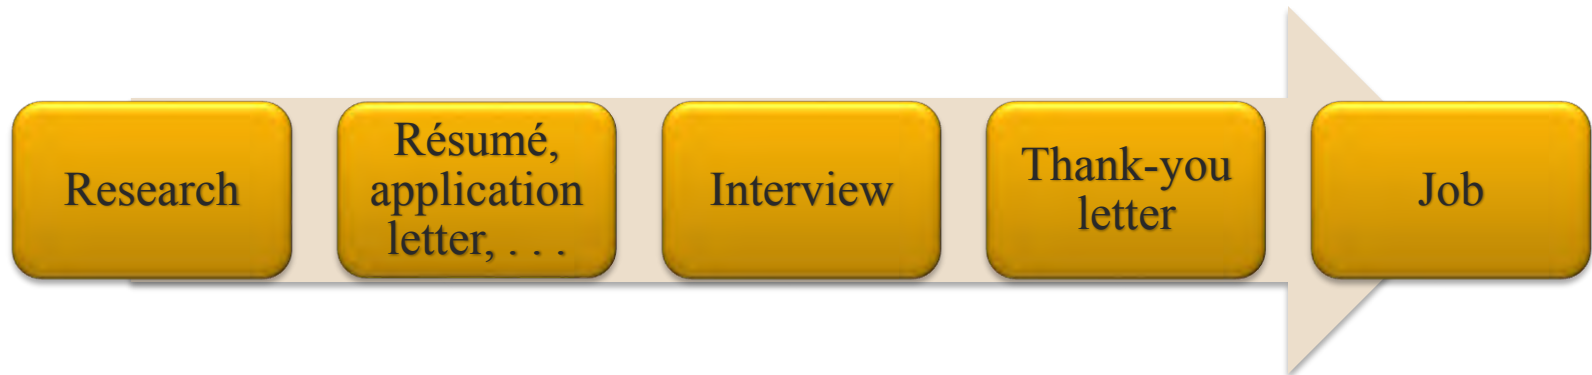 Research
Résumé,
application
letter, . . .
Interview
Thank-you
letter
Job